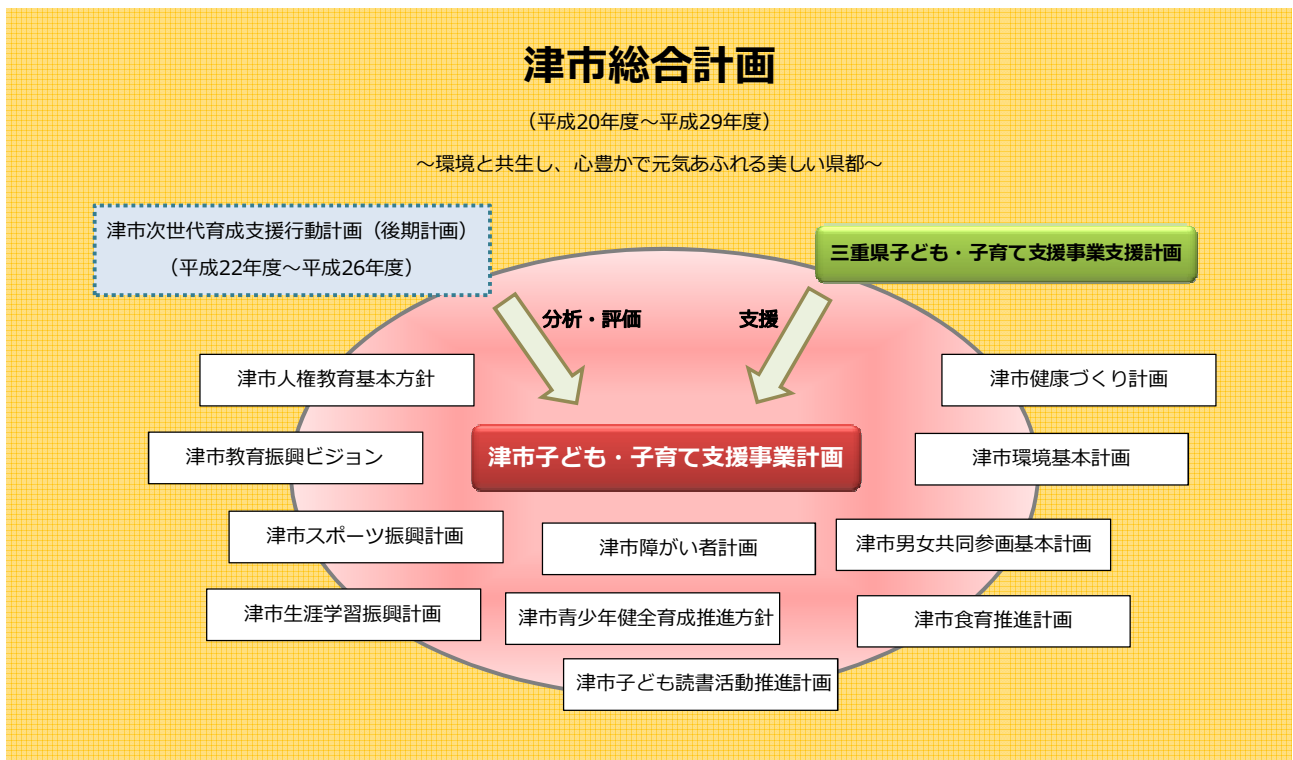 津市総合計画
（平成20年度～平成29年度）
～環境と共生し、心豊かで元気あふれる美しい県都～
津市次世代育成支援行動計画（後期計画）
（平成22年度～平成26年度）
三重県子ども・子育て支援事業支援計画
分析・評価
支援
津市人権教育基本方針
津市健康づくり計画
津市教育振興ビジョン
津市子ども・子育て支援事業計画
津市環境基本計画
津市スポーツ振興計画
津市障がい者計画
津市男女共同参画基本計画
津市生涯学習振興計画
津市青少年健全育成推進方針
津市食育推進計画
津市子ども読書活動推進計画